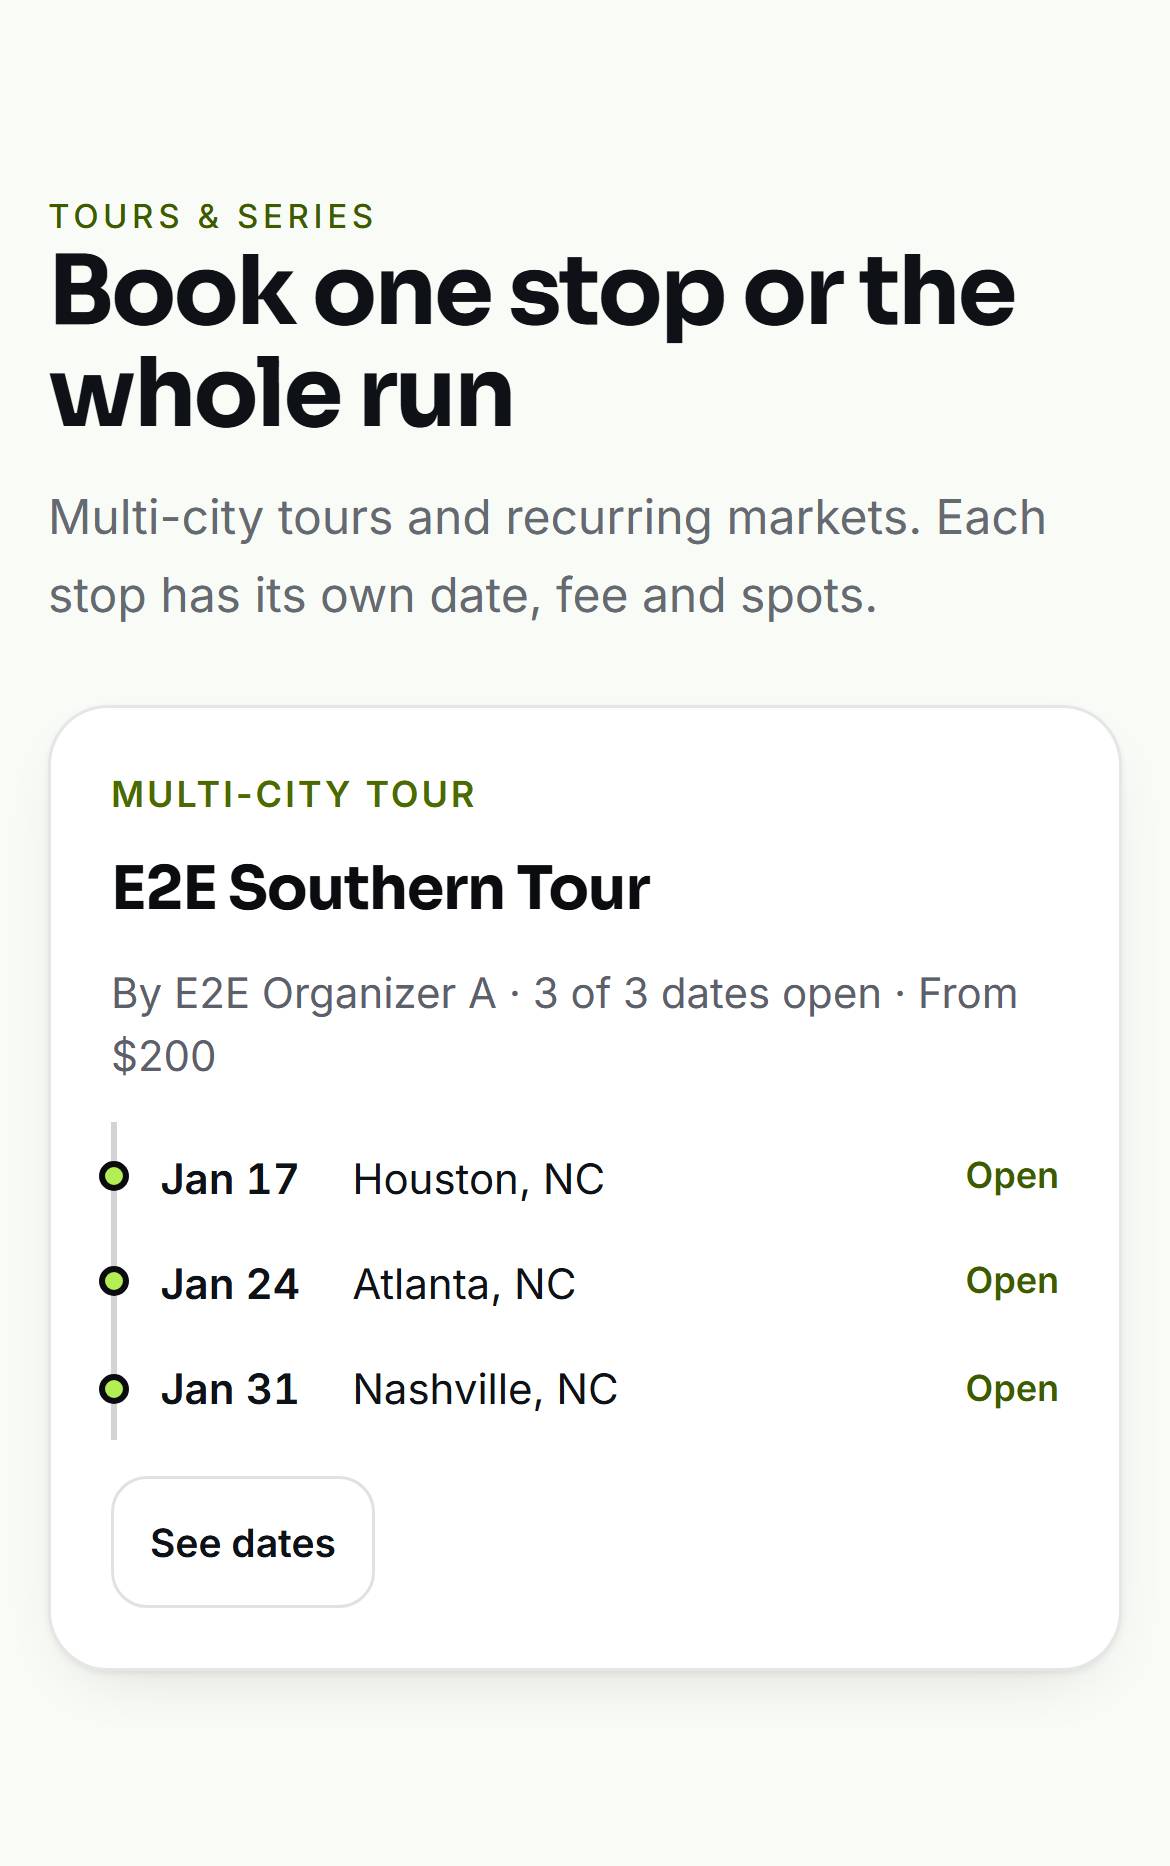 TOURS & SERIES
Book one stop or the
whole run
Multi-city tours and recurring markets. Each
stop has its own date, fee and spots.
MULTI-CITY TOUR
E2E Southern Tour
By E2E Organizer A · 3 of 3 dates open · From
$200
Jan 17 Houston, NC Open
Jan 24 Atlanta, NC Open
Jan 31 Nashville, NC Open
See dates